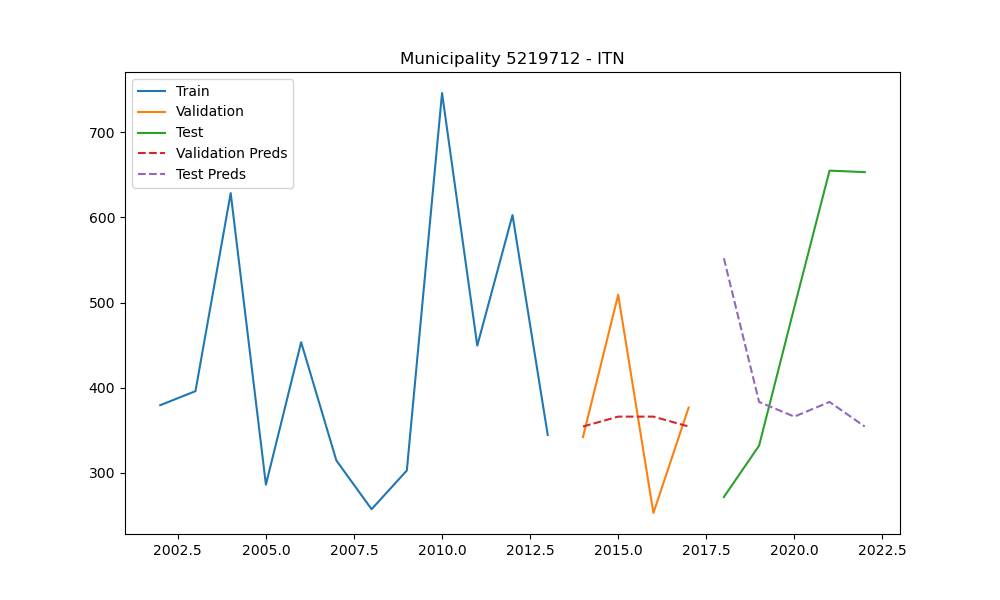 Municipality 5219712 - ITN
Train
Validation
Test
Validation Preds
Test Preds
700
600
500
400
300
2002.5 2005.0 2007.5 2010.0 2012.5 2015.0 2017.5 2020.0 2022.5